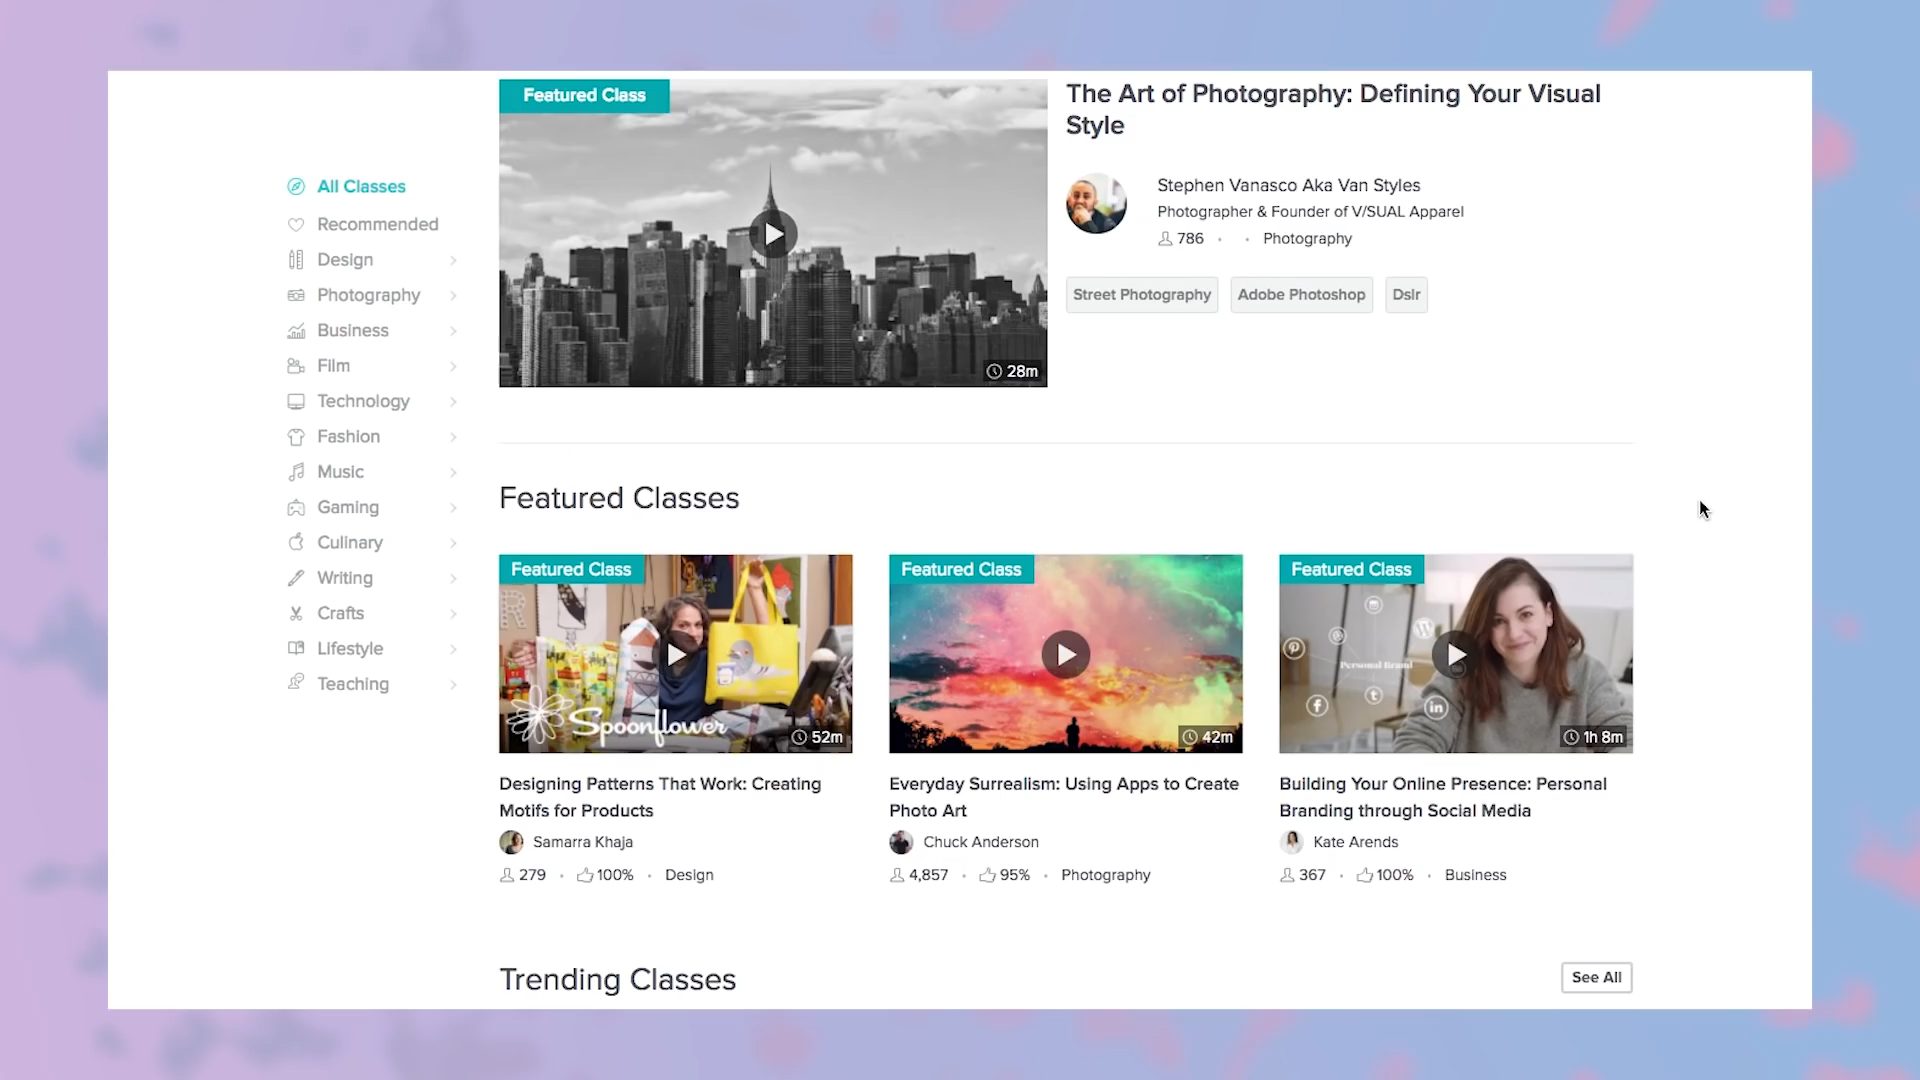 Featured Class
28m
The Art of Photography: Defining Your Visual
Style
Stephen Vanasco Aka Van Styles
Photographer & Founder of V/SUAL Apparel
786 · · Photography
Street Photography
Adobe Photoshop
Dslr
All Classes
Recommended
Design
Photography
Business
Film
Technology
Fashion
Music
Gaming
Culinary
Writing
Crafts
Lifestyle
Teaching
Featured Classes
Featured Class
R
Spoonflower
52m
Designing Patterns That Work: Creating
Motifs for Products
Samarra Khaja
279 · 100% · Design
Featured Class
42m
Everyday Surrealism: Using Apps to Create
Photo Art
Chuck Anderson
4,857 · 95% · Photography
Featured Class
Personal Brand
in
1h 8m
Building Your Online Presence: Personal
Branding through Social Media
Kate Arends
367 · 100% · Business
Trending Classes
See All